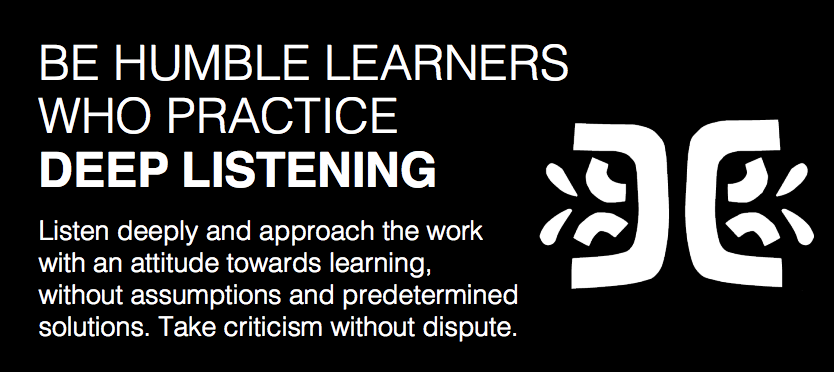 BE HUMBLE LEARNERS
WHO PRACTICE
DEEP LISTENING
Listen deeply and approach the work
with an attitude towards learning,
without assumptions and predetermined
solutions. Take criticism without dispute.